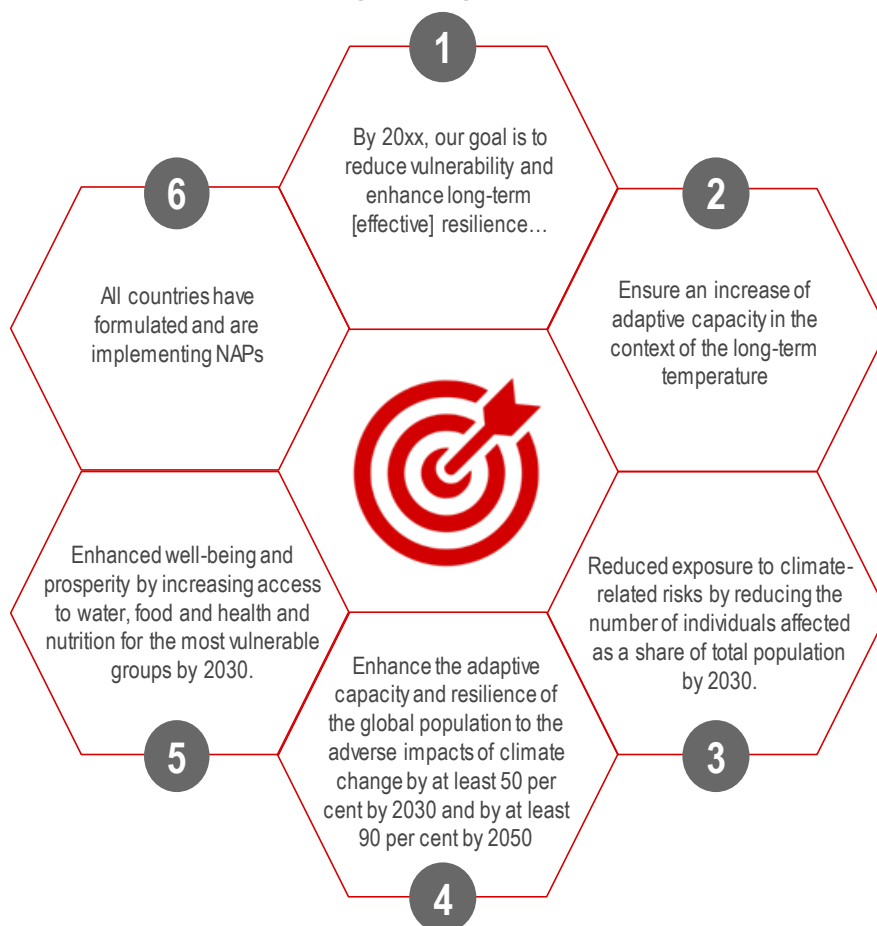 1
By 20xx, our goal is to
reduce vulnerability and
enhance long-term
[effective] resilience…
2
Ensure an increase of
adaptive capacity in the
context of the long-term
temperature
3
Reduced exposure to climate-
related risks by reducing the
number of individuals affected
as a share of total population
by 2030.
4
Enhance the adaptive
capacity and resilience of
the global population to the
adverse impacts of climate
change by at least 50 per
cent by 2030 and by at least
90 per cent by 2050
5
Enhanced well-being and
prosperity by increasing access
to water, food and health and
nutrition for the most vulnerable
groups by 2030.
6
All countries have
formulated and are
implementing NAPs